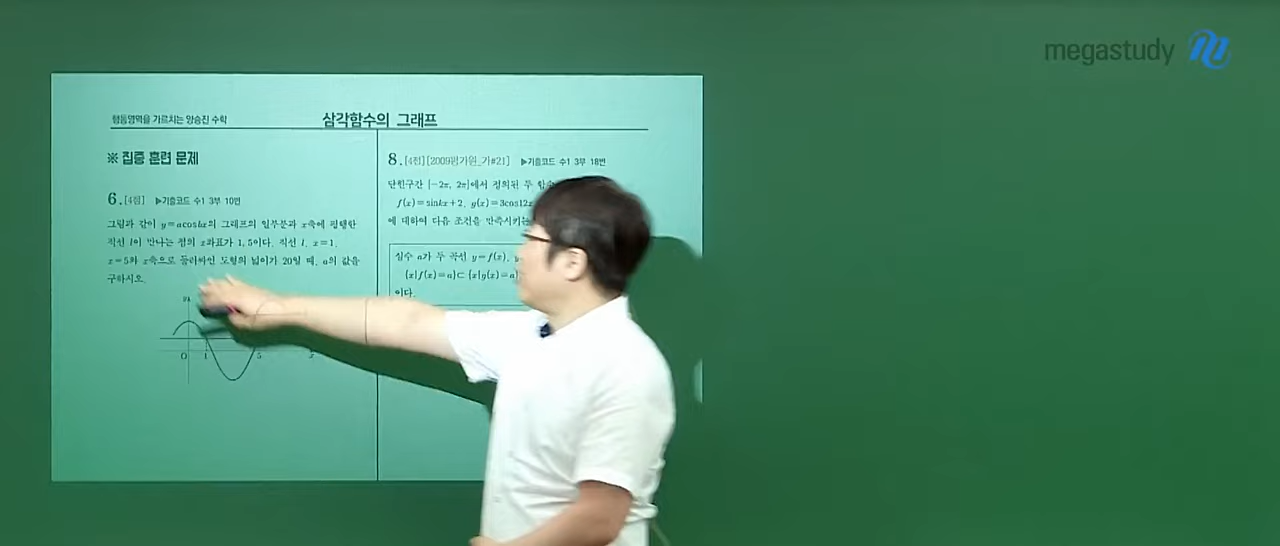 megastudy
행동영역을 가르치는 양승진 수학
삼각함수의 그래프
※ 집중 훈련 문제
6.[4점] ▶기출코드 수1 3부 10번
그림과 같이 y=acosbx의 그래프의 일부분과 x축에 평행한
직선 l이 만나는 점의 x좌표가 1, 5이다. 직선 l, x=1,
x=5와 x축으로 둘러싸인 도형의 넓이가 20일 때, a의 값을
구하시오.
y
O 1 5 x
8.[4점][2009평가원_가#21] ▶기출코드 수1 3부 18번
닫힌구간 [-2π, 2π]에서 정의된 두 함수
f(x)=sinkx+2, g(x)=3cos12x
에 대하여 다음 조건을 만족시키는
실수 a가 두 곡선 y=f(x), y
{x|f(x)=a}⊂{x|g(x)=a}
이다.